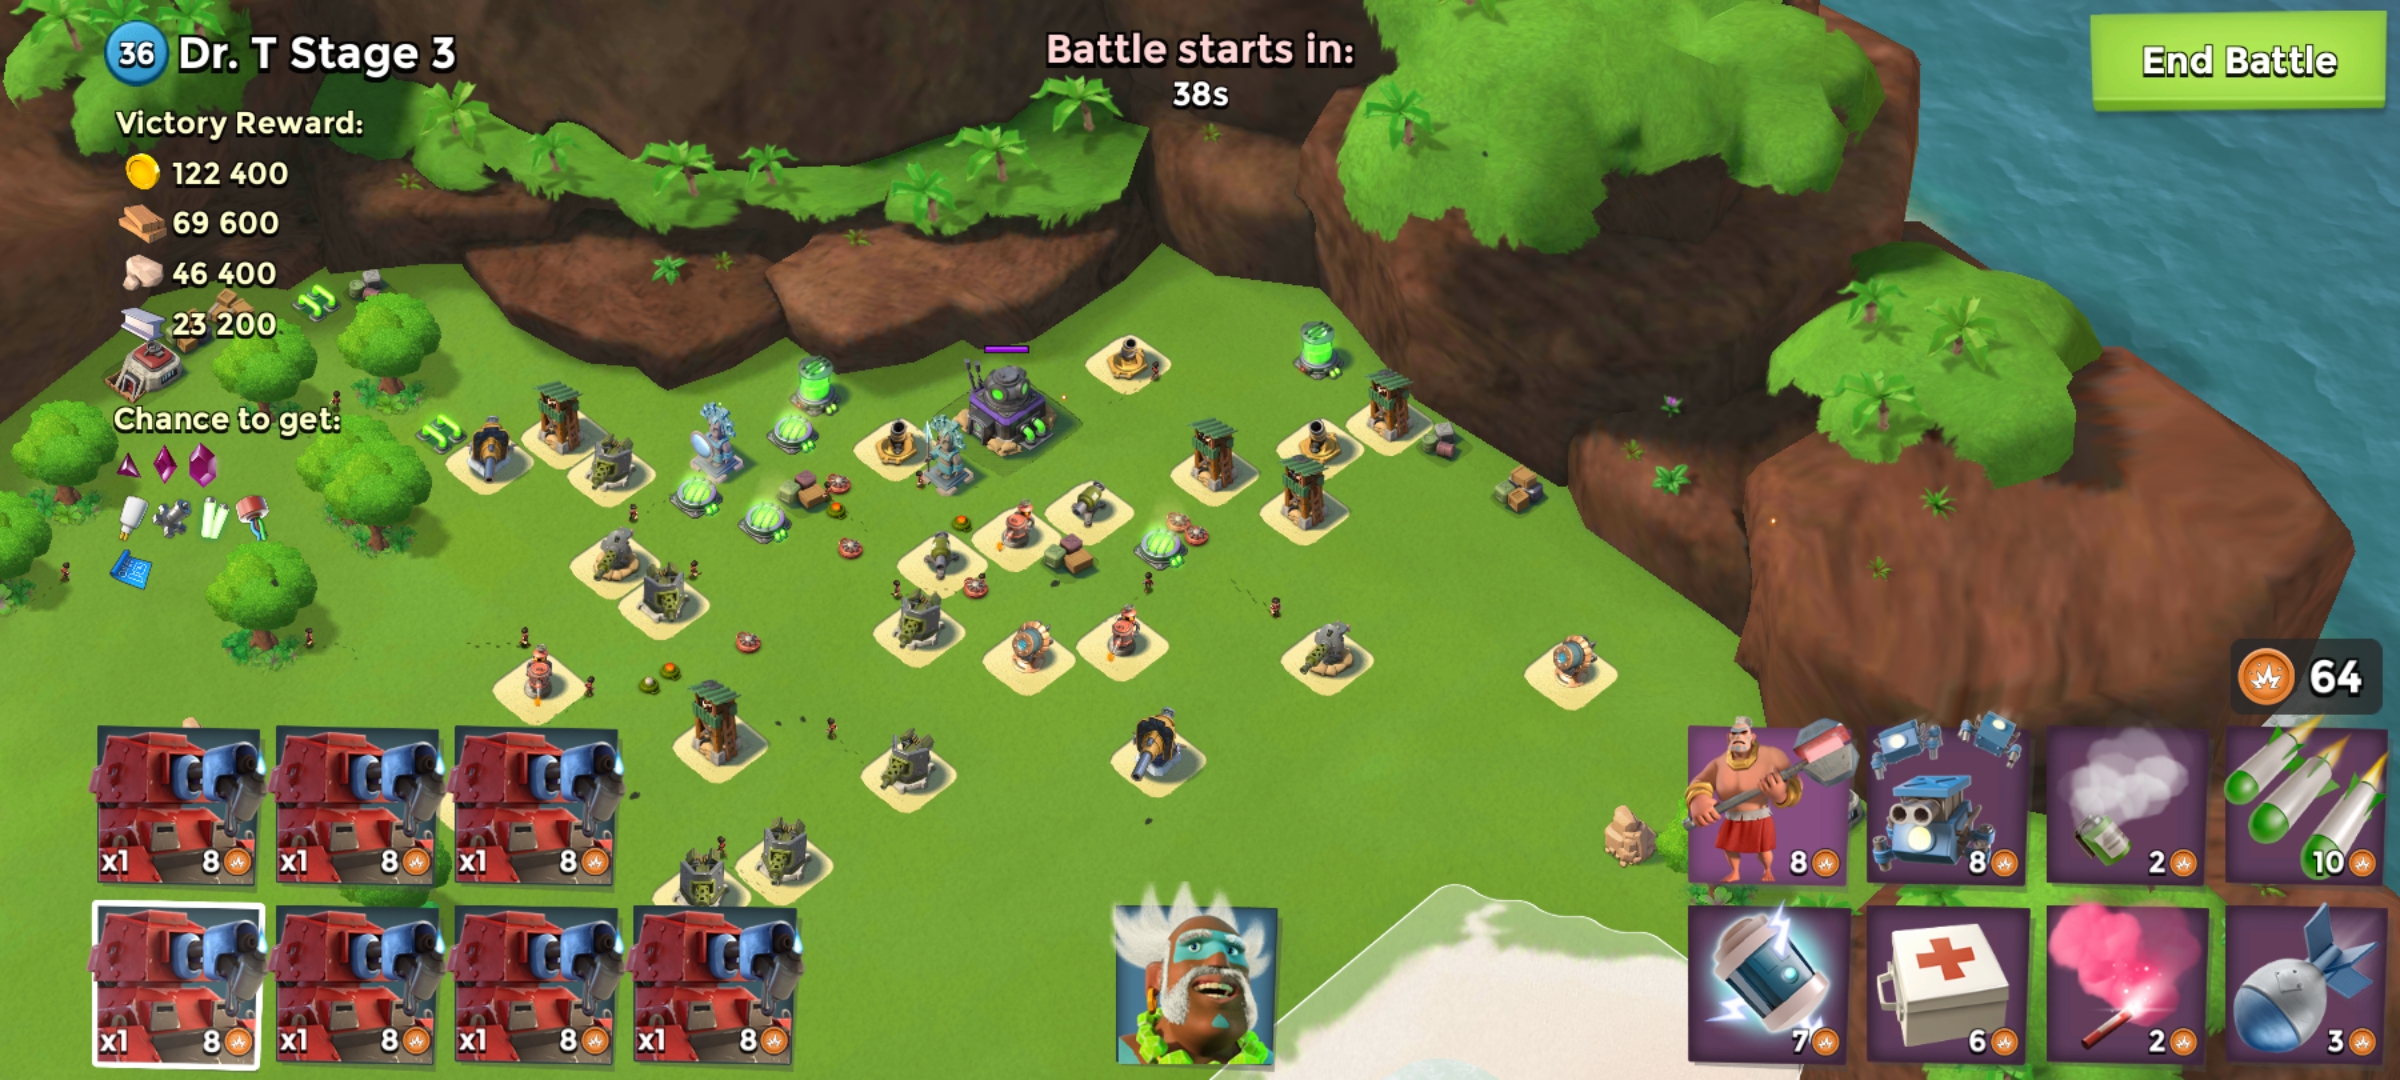 36 Dr. T Stage 3
Battle starts in:
38s
End Battle
Victory Reward:
122 400
69 600
46 400
23 200
Chance to get:
64
x1 8
x1 8
x1 8
8
8
2
10
x1 8
x1 8
x1 8
x1 8
7
6
2
3